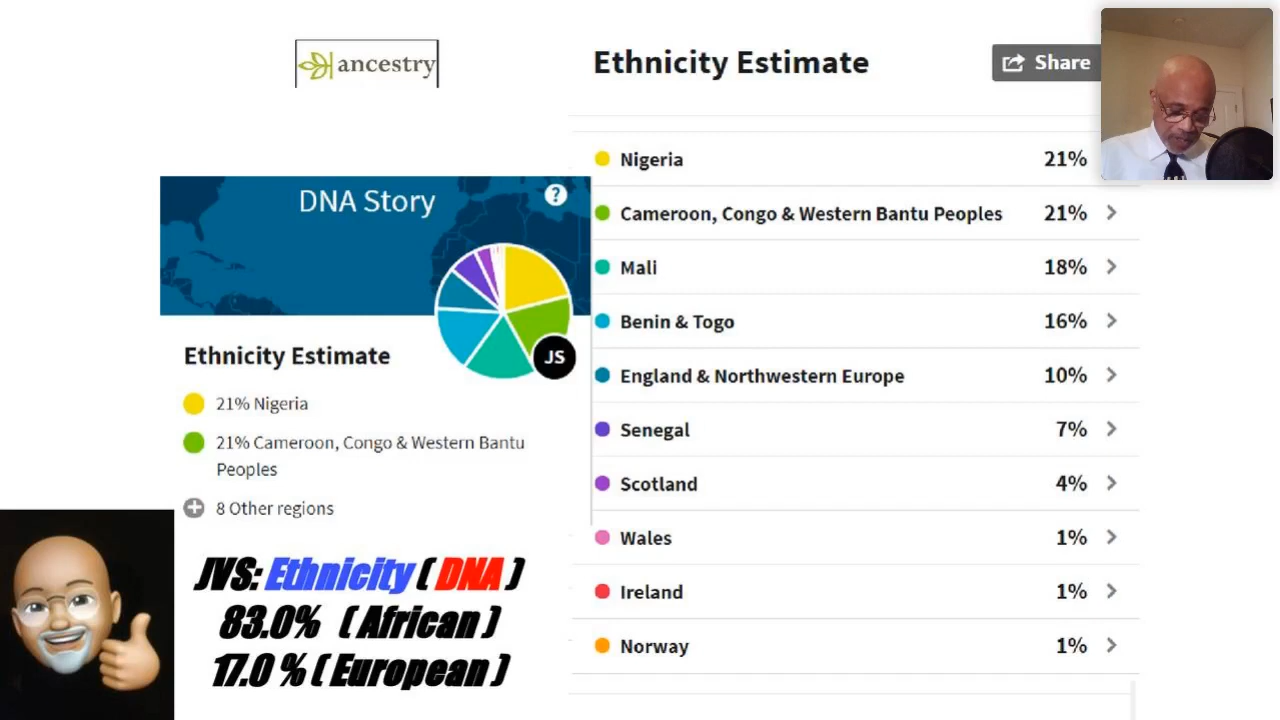 ancestry
Ethnicity Estimate
Share
DNA Story
?
JS
Ethnicity Estimate
21% Nigeria
21% Cameroon, Congo & Western Bantu
Peoples
8 Other regions
Nigeria 21%
Cameroon, Congo & Western Bantu Peoples 21%
Mali 18%
Benin & Togo 16%
England & Northwestern Europe 10%
Senegal 7%
Scotland 4%
Wales 1%
Ireland 1%
Norway 1%
JVS: Ethnicity ( DNA )
83.0% ( African )
17.0 % ( European )